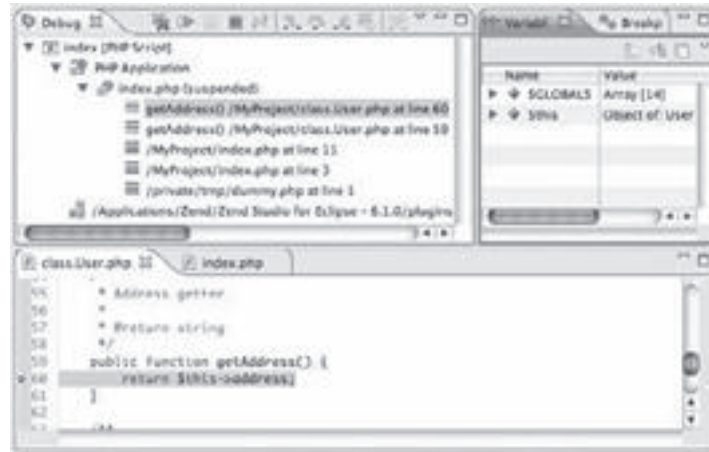 Debug
index [PHP Script]
PHP Application
index.php (suspended)
getAddress() /MyProject/class.User.php at line 60
getAddress() /MyProject/class.User.php at line 59
/MyProject/index.php at line 11
/MyProject/index.php at line 3
/private/tmp/dummy.php at line 1
/Applications/Zend/Zend Studio for Eclipse - 6.1.0/plugins
Variabl
Breakp
Name Value
$GLOBALS Array [14]
$this Object of: User
class.User.php index.php
55 * Address getter
56 *
57 * @return string
58 */
59 public function getAddress() {
60 return $this->address;
61 }
62
/**